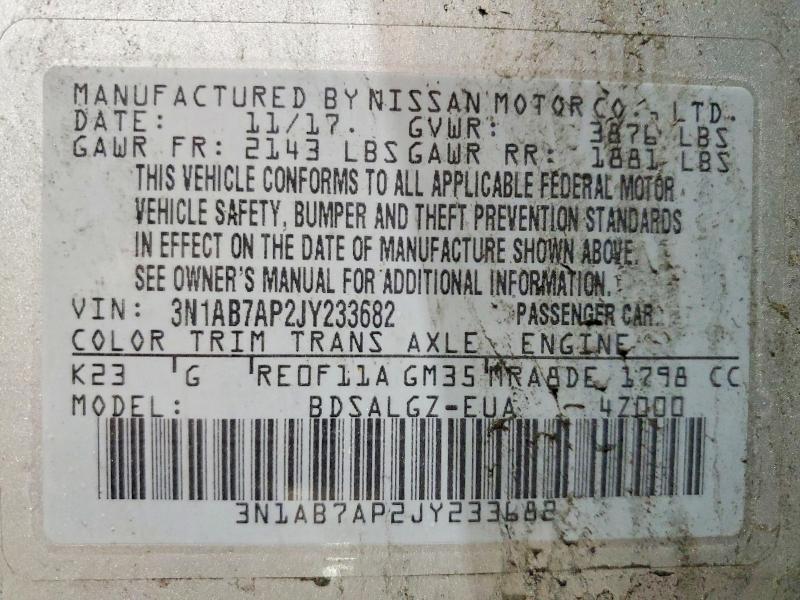 MANUFACTURED BY NISSAN MOTOR CO., LTD.
DATE: 11/17. GVWR: 3876 LBS
GAWR FR: 2143 LBS GAWR RR: 1881 LBS
THIS VEHICLE CONFORMS TO ALL APPLICABLE FEDERAL MOTOR
VEHICLE SAFETY, BUMPER AND THEFT PREVENTION STANDARDS
IN EFFECT ON THE DATE OF MANUFACTURE SHOWN ABOVE.
SEE OWNER'S MANUAL FOR ADDITIONAL INFORMATION.
VIN: 3N1AB7AP2JY233682 PASSENGER CAR
COLOR TRIM TRANS AXLE ENGINE
K23 G RE0F11A GM35 MRA8DE 1798 CC
MODEL: BDSALGZ-EUA - 4Z000
3N1AB7AP2JY233682